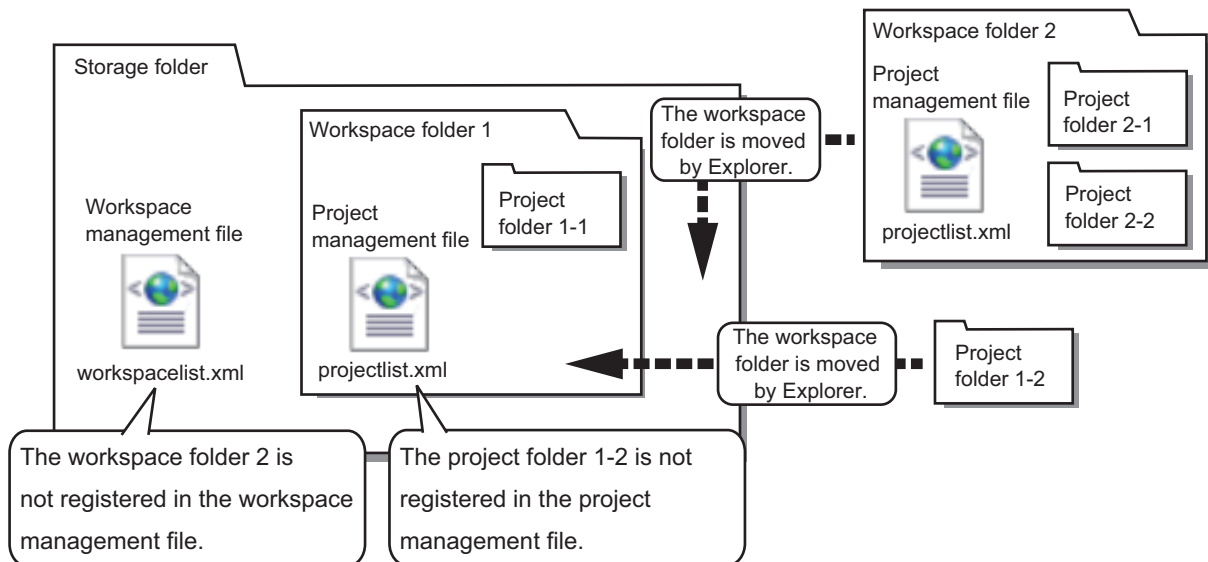 Storage folder
Workspace
management file
workspacelist.xml
Workspace folder 1
Project
management file
projectlist.xml
Project
folder 1-1
The workspace
folder is moved
by Explorer.
Workspace folder 2
Project
management file
projectlist.xml
Project
folder 2-1
Project
folder 2-2
The workspace
folder is moved
by Explorer.
Project
folder 1-2
The workspace folder 2 is
not registered in the workspace
management file.
The project folder 1-2 is not
registered in the project
management file.